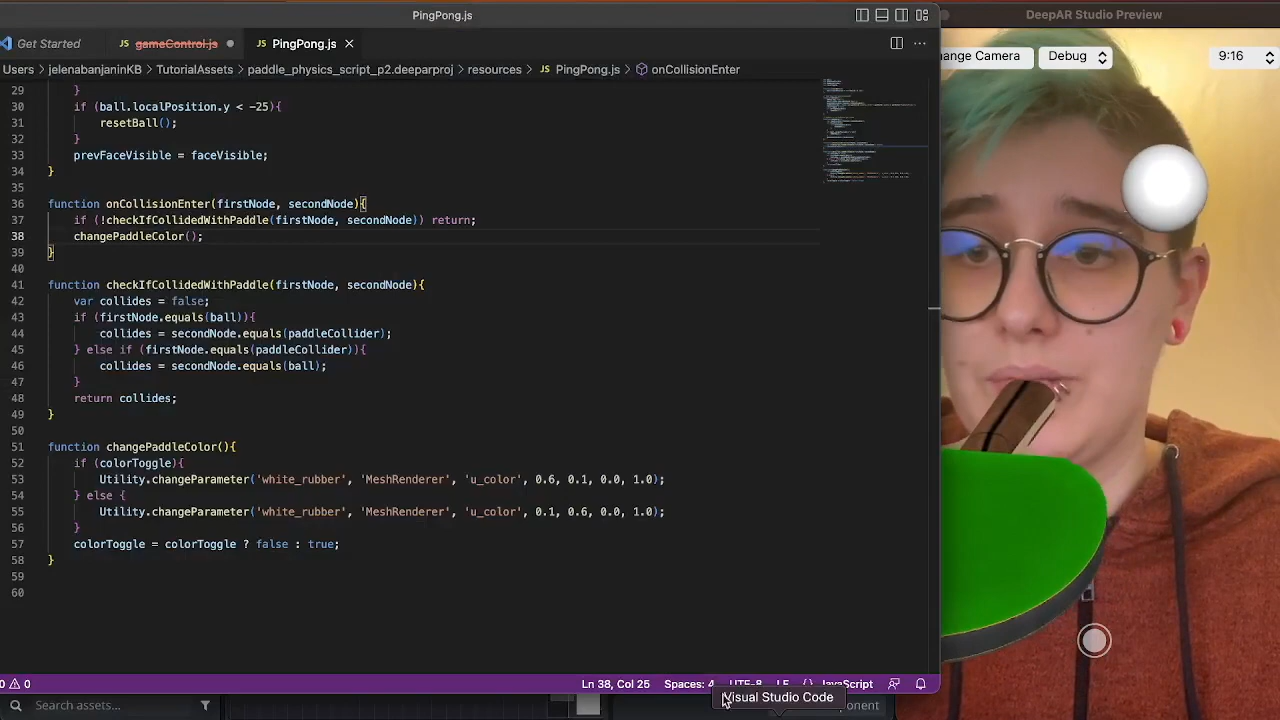 PingPong.js
DeepAR Studio Preview
Get Started
gameControl.js
PingPong.js
hange Camera
Debug
9:16
Users > jelenabanjaninKB > TutorialAssets > paddle_physics_script_p2.deeparproj > resources > PingPong.js > onCollisionEnter
29 }
30 if (ball.localPosition.y < -25){
31 resetBall();
32 }
33 prevFaceVisible = faceVisible;
34 }
35
36 function onCollisionEnter(firstNode, secondNode){
37 if (!checkIfCollidedWithPaddle(firstNode, secondNode)) return;
38 changePaddleColor();
39 }
40
41 function checkIfCollidedWithPaddle(firstNode, secondNode){
42 var collides = false;
43 if (firstNode.equals(ball)){
44 collides = secondNode.equals(paddleCollider);
45 } else if (firstNode.equals(paddleCollider)){
46 collides = secondNode.equals(ball);
47 }
48 return collides;
49 }
50
51 function changePaddleColor(){
52 if (colorToggle){
53 Utility.changeParameter('white_rubber', 'MeshRenderer', 'u_color', 0.6, 0.1, 0.0, 1.0);
54 } else {
55 Utility.changeParameter('white_rubber', 'MeshRenderer', 'u_color', 0.1, 0.6, 0.0, 1.0);
56 }
57 colorToggle = colorToggle ? false : true;
58 }
59
60
0 0
Ln 38, Col 25
Spaces: 4
UTF-8
LF
{} JavaScript
Visual Studio Code
Search assets...
ponent